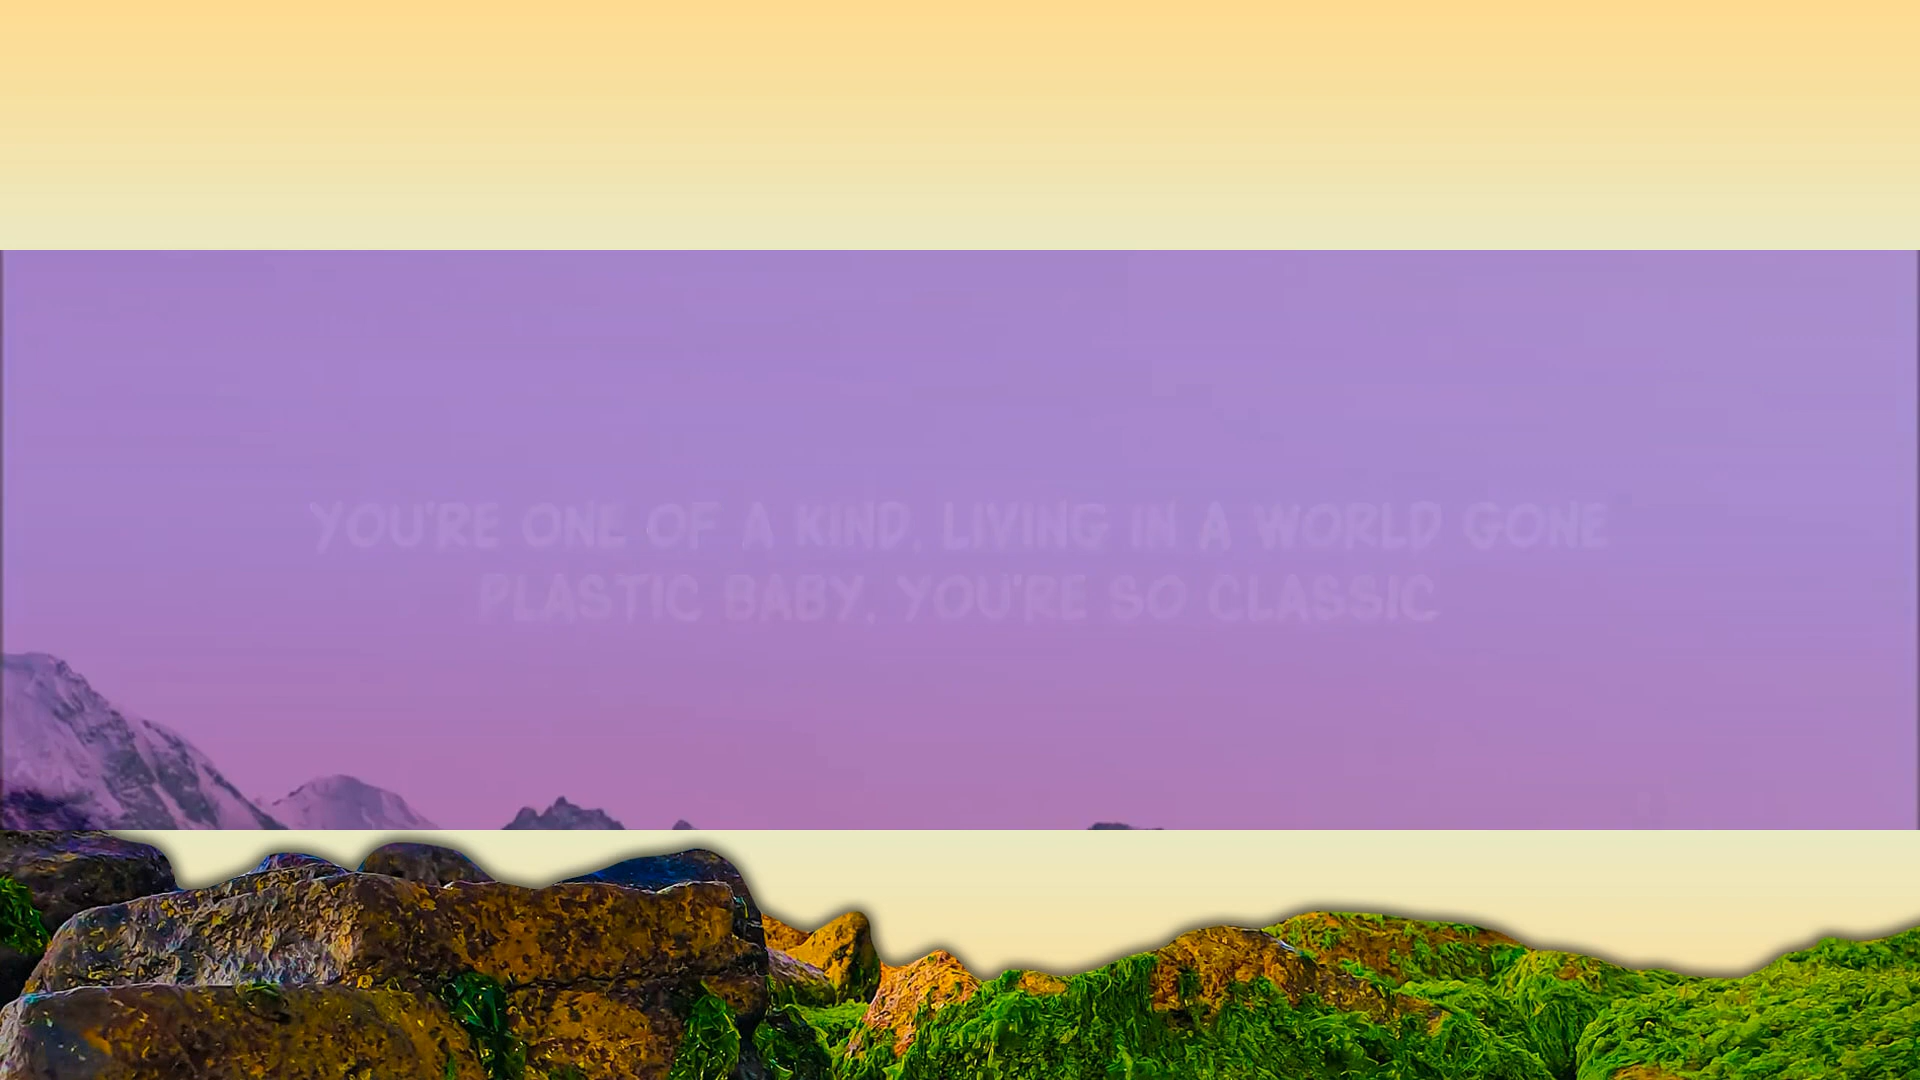 YOU'RE ONE OF A KIND, LIVING IN A WORLD GONE
PLASTIC BABY, YOU'RE SO CLASSIC